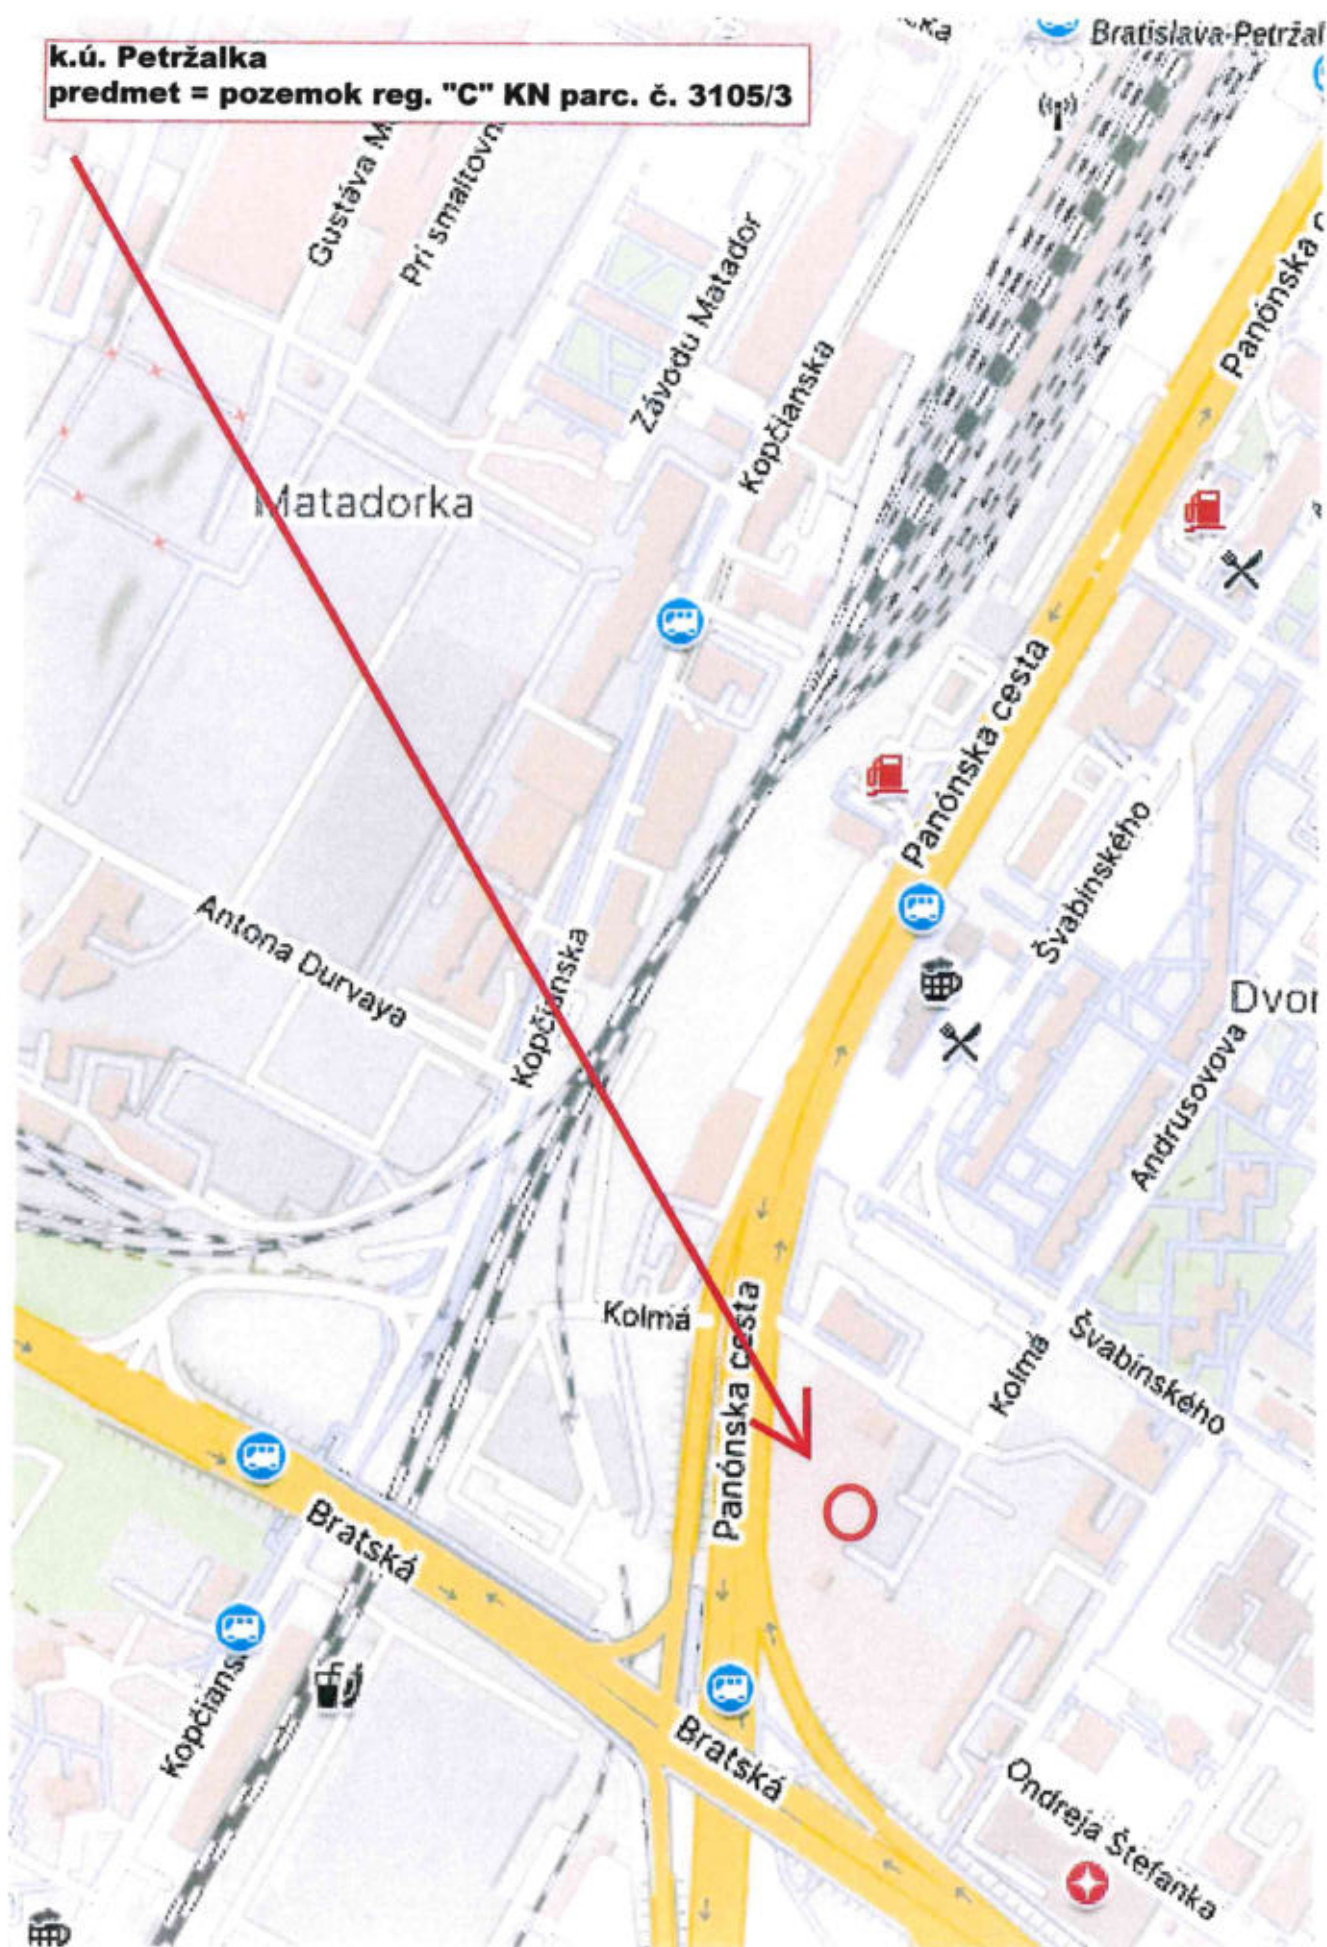 k.ú. Petržalka
predmet = pozemok reg. "C" KN parc. č. 3105/3
Bratislava-Petržal
Gustáva M
Pri smaltovn
Závodu Matador
Kopčianska
Panónska c
Matadorka
Panónska cesta
Švabinského
Antona Durvaya
Kopčianska
Dvor
Andrusovova
Kolmá
Panónska cesta
Kolmá
Švabinského
Bratská
Kopčians
Bratská
Ondreja Štefanka